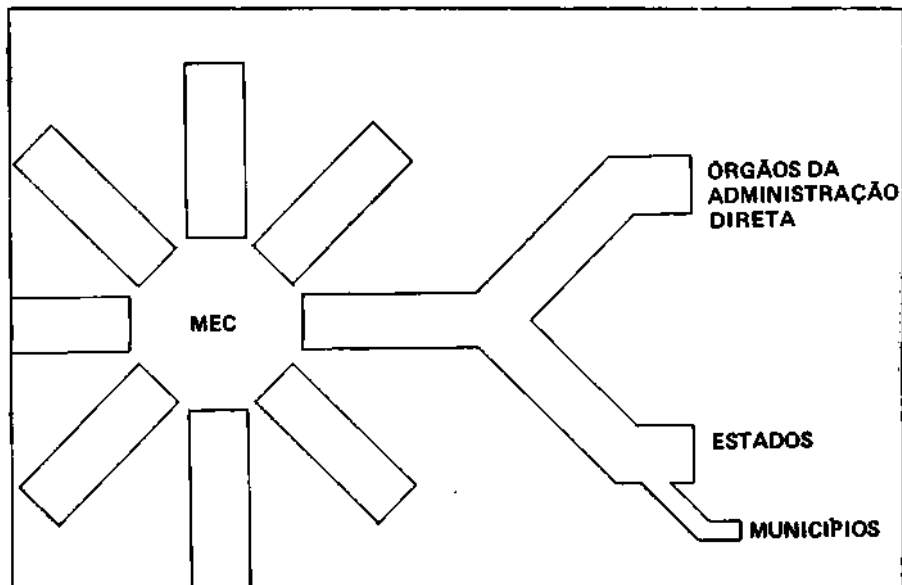 MEC
ÓRGÃOS DA
ADMINISTRAÇÃO
DIRETA
ESTADOS
MUNICÍPIOS